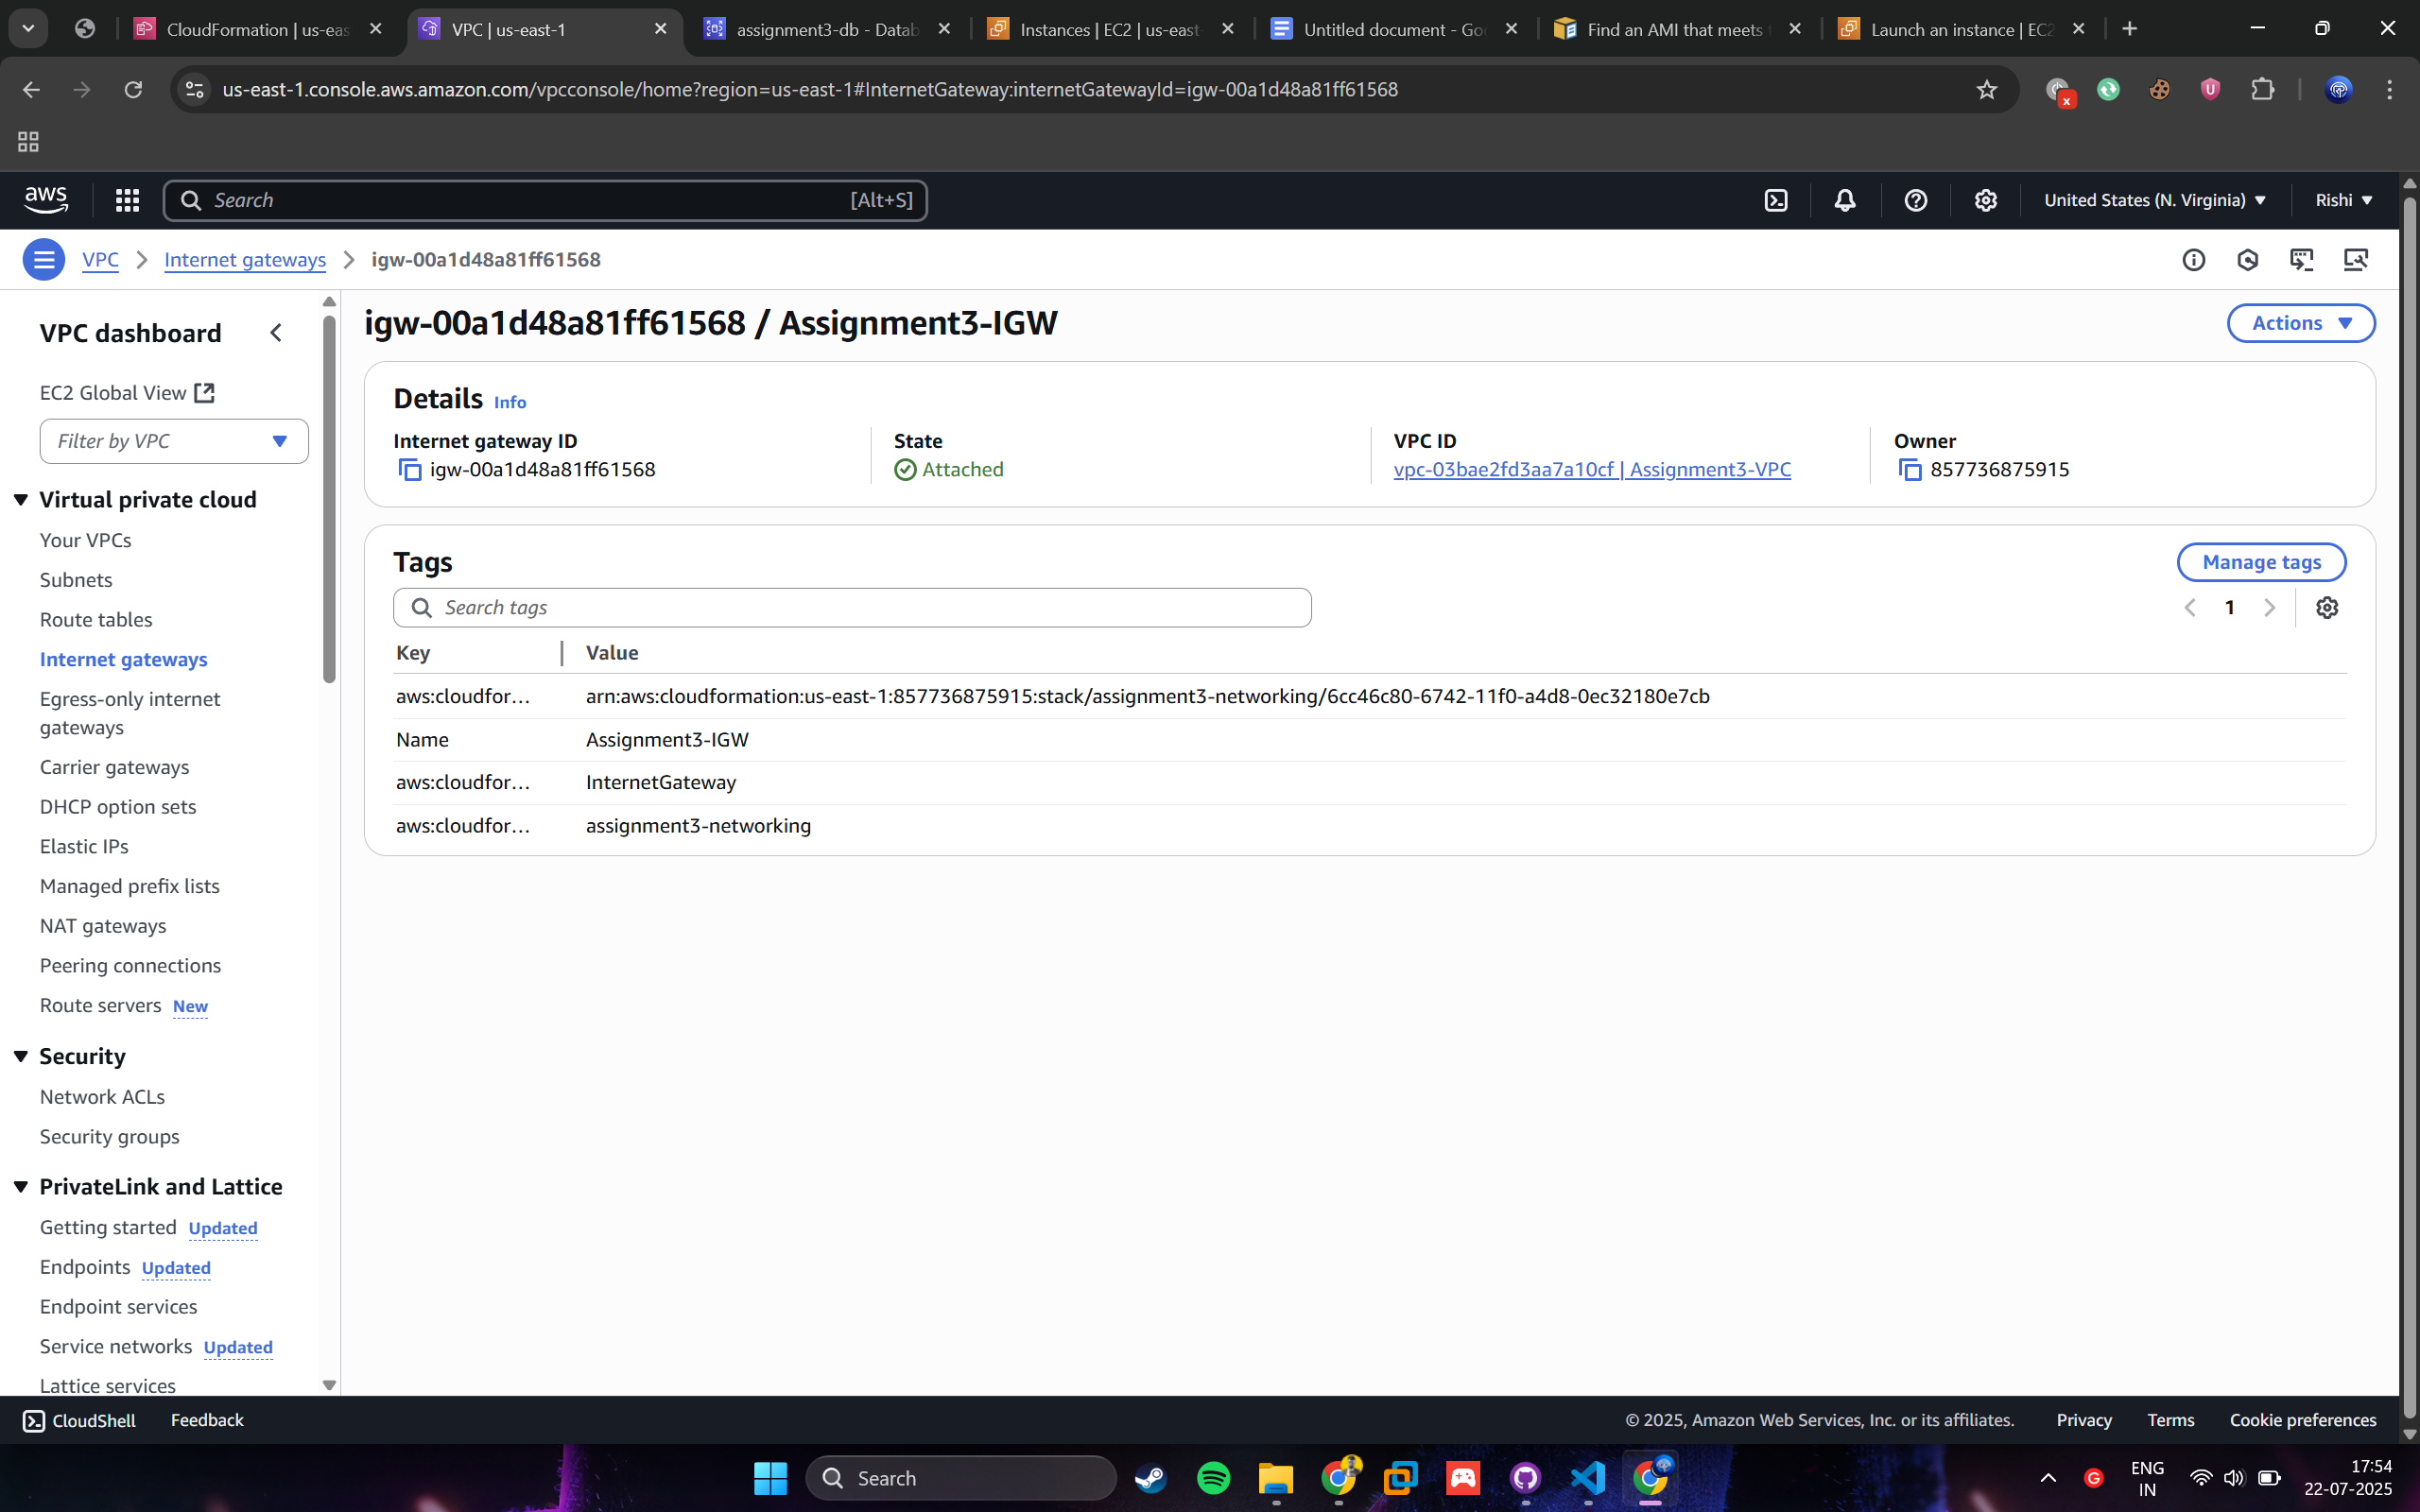 CloudFormation | us-eas
VPC | us-east-1
assignment3-db - Datab
Instances | EC2 | us-east-
Untitled document - Goo
Find an AMI that meets
Launch an instance | EC2
us-east-1.console.aws.amazon.com/vpcconsole/home?region=us-east-1#InternetGateway:internetGatewayId=igw-00a1d48a81ff61568
aws
Search
[Alt+S]
United States (N. Virginia)
Rishi
VPC
Internet gateways
igw-00a1d48a81ff61568
VPC dashboard
EC2 Global View
Filter by VPC
Virtual private cloud
Your VPCs
Subnets
Route tables
Internet gateways
Egress-only internet
gateways
Carrier gateways
DHCP option sets
Elastic IPs
Managed prefix lists
NAT gateways
Peering connections
Route servers New
Security
Network ACLs
Security groups
PrivateLink and Lattice
Getting started Updated
Endpoints Updated
Endpoint services
Service networks Updated
Lattice services
igw-00a1d48a81ff61568 / Assignment3-IGW
Actions
Details Info
Internet gateway ID
igw-00a1d48a81ff61568
State
Attached
VPC ID
vpc-03bae2fd3aa7a10cf | Assignment3-VPC
Owner
857736875915
Tags
Manage tags
Search tags
1
Key
Value
aws:cloudfor… arn:aws:cloudformation:us-east-1:857736875915:stack/assignment3-networking/6cc46c80-6742-11f0-a4d8-0ec32180e7cb
Name Assignment3-IGW
aws:cloudfor… InternetGateway
aws:cloudfor… assignment3-networking
CloudShell
Feedback
© 2025, Amazon Web Services, Inc. or its affiliates.
Privacy
Terms
Cookie preferences
Search
ENG
IN
17:54
22-07-2025